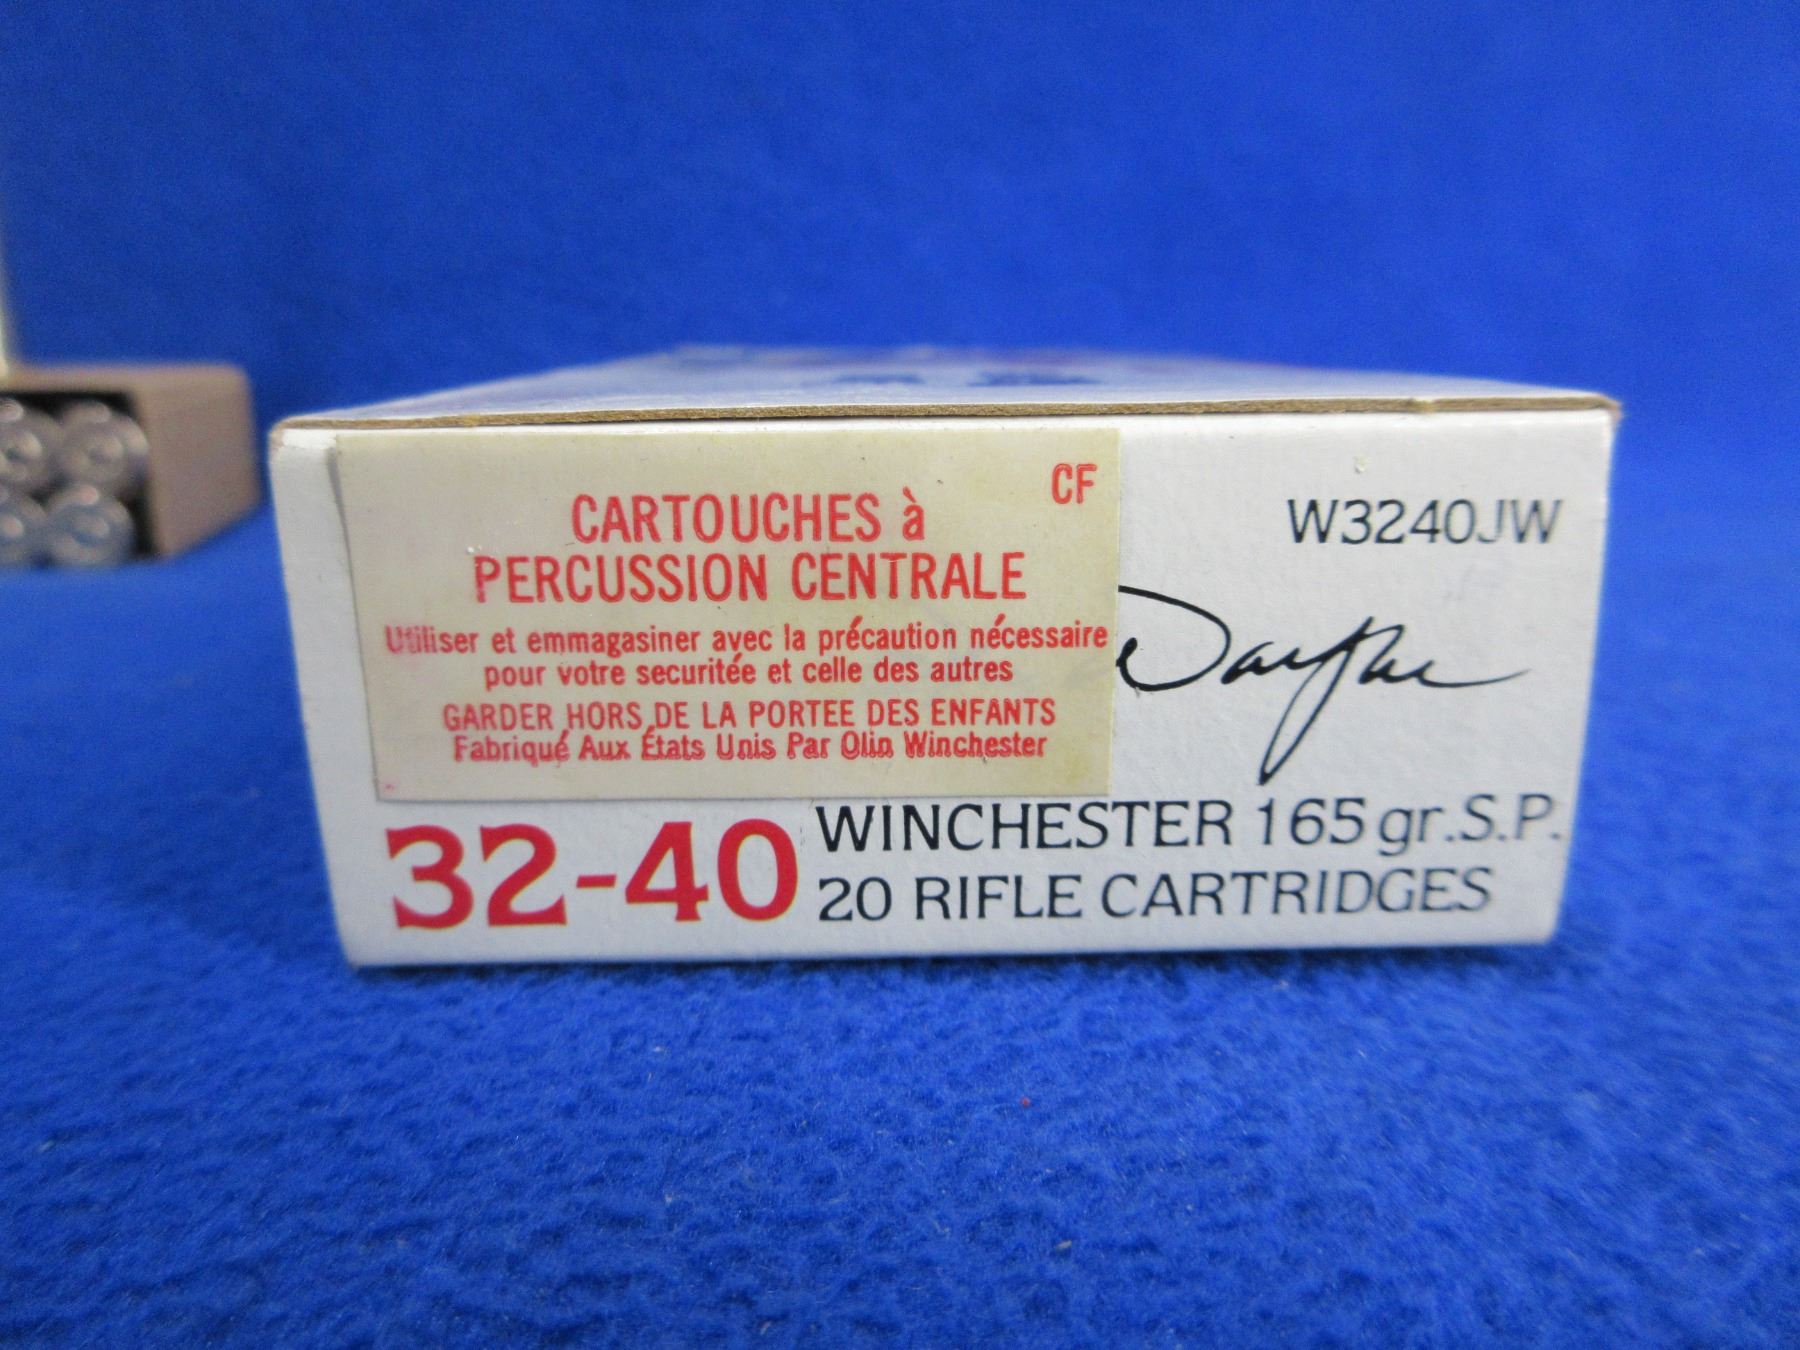 CF
CARTOUCHES à
PERCUSSION CENTRALE
Utiliser et emmagasiner avec la précaution nécessaire
pour votre securitée et celle des autres
GARDER HORS DE LA PORTEE DES ENFANTS
Fabriqué Aux États Unis Par Olin Winchester
W3240JW
32-40
WINCHESTER 165 gr.S.P.
20 RIFLE CARTRIDGES